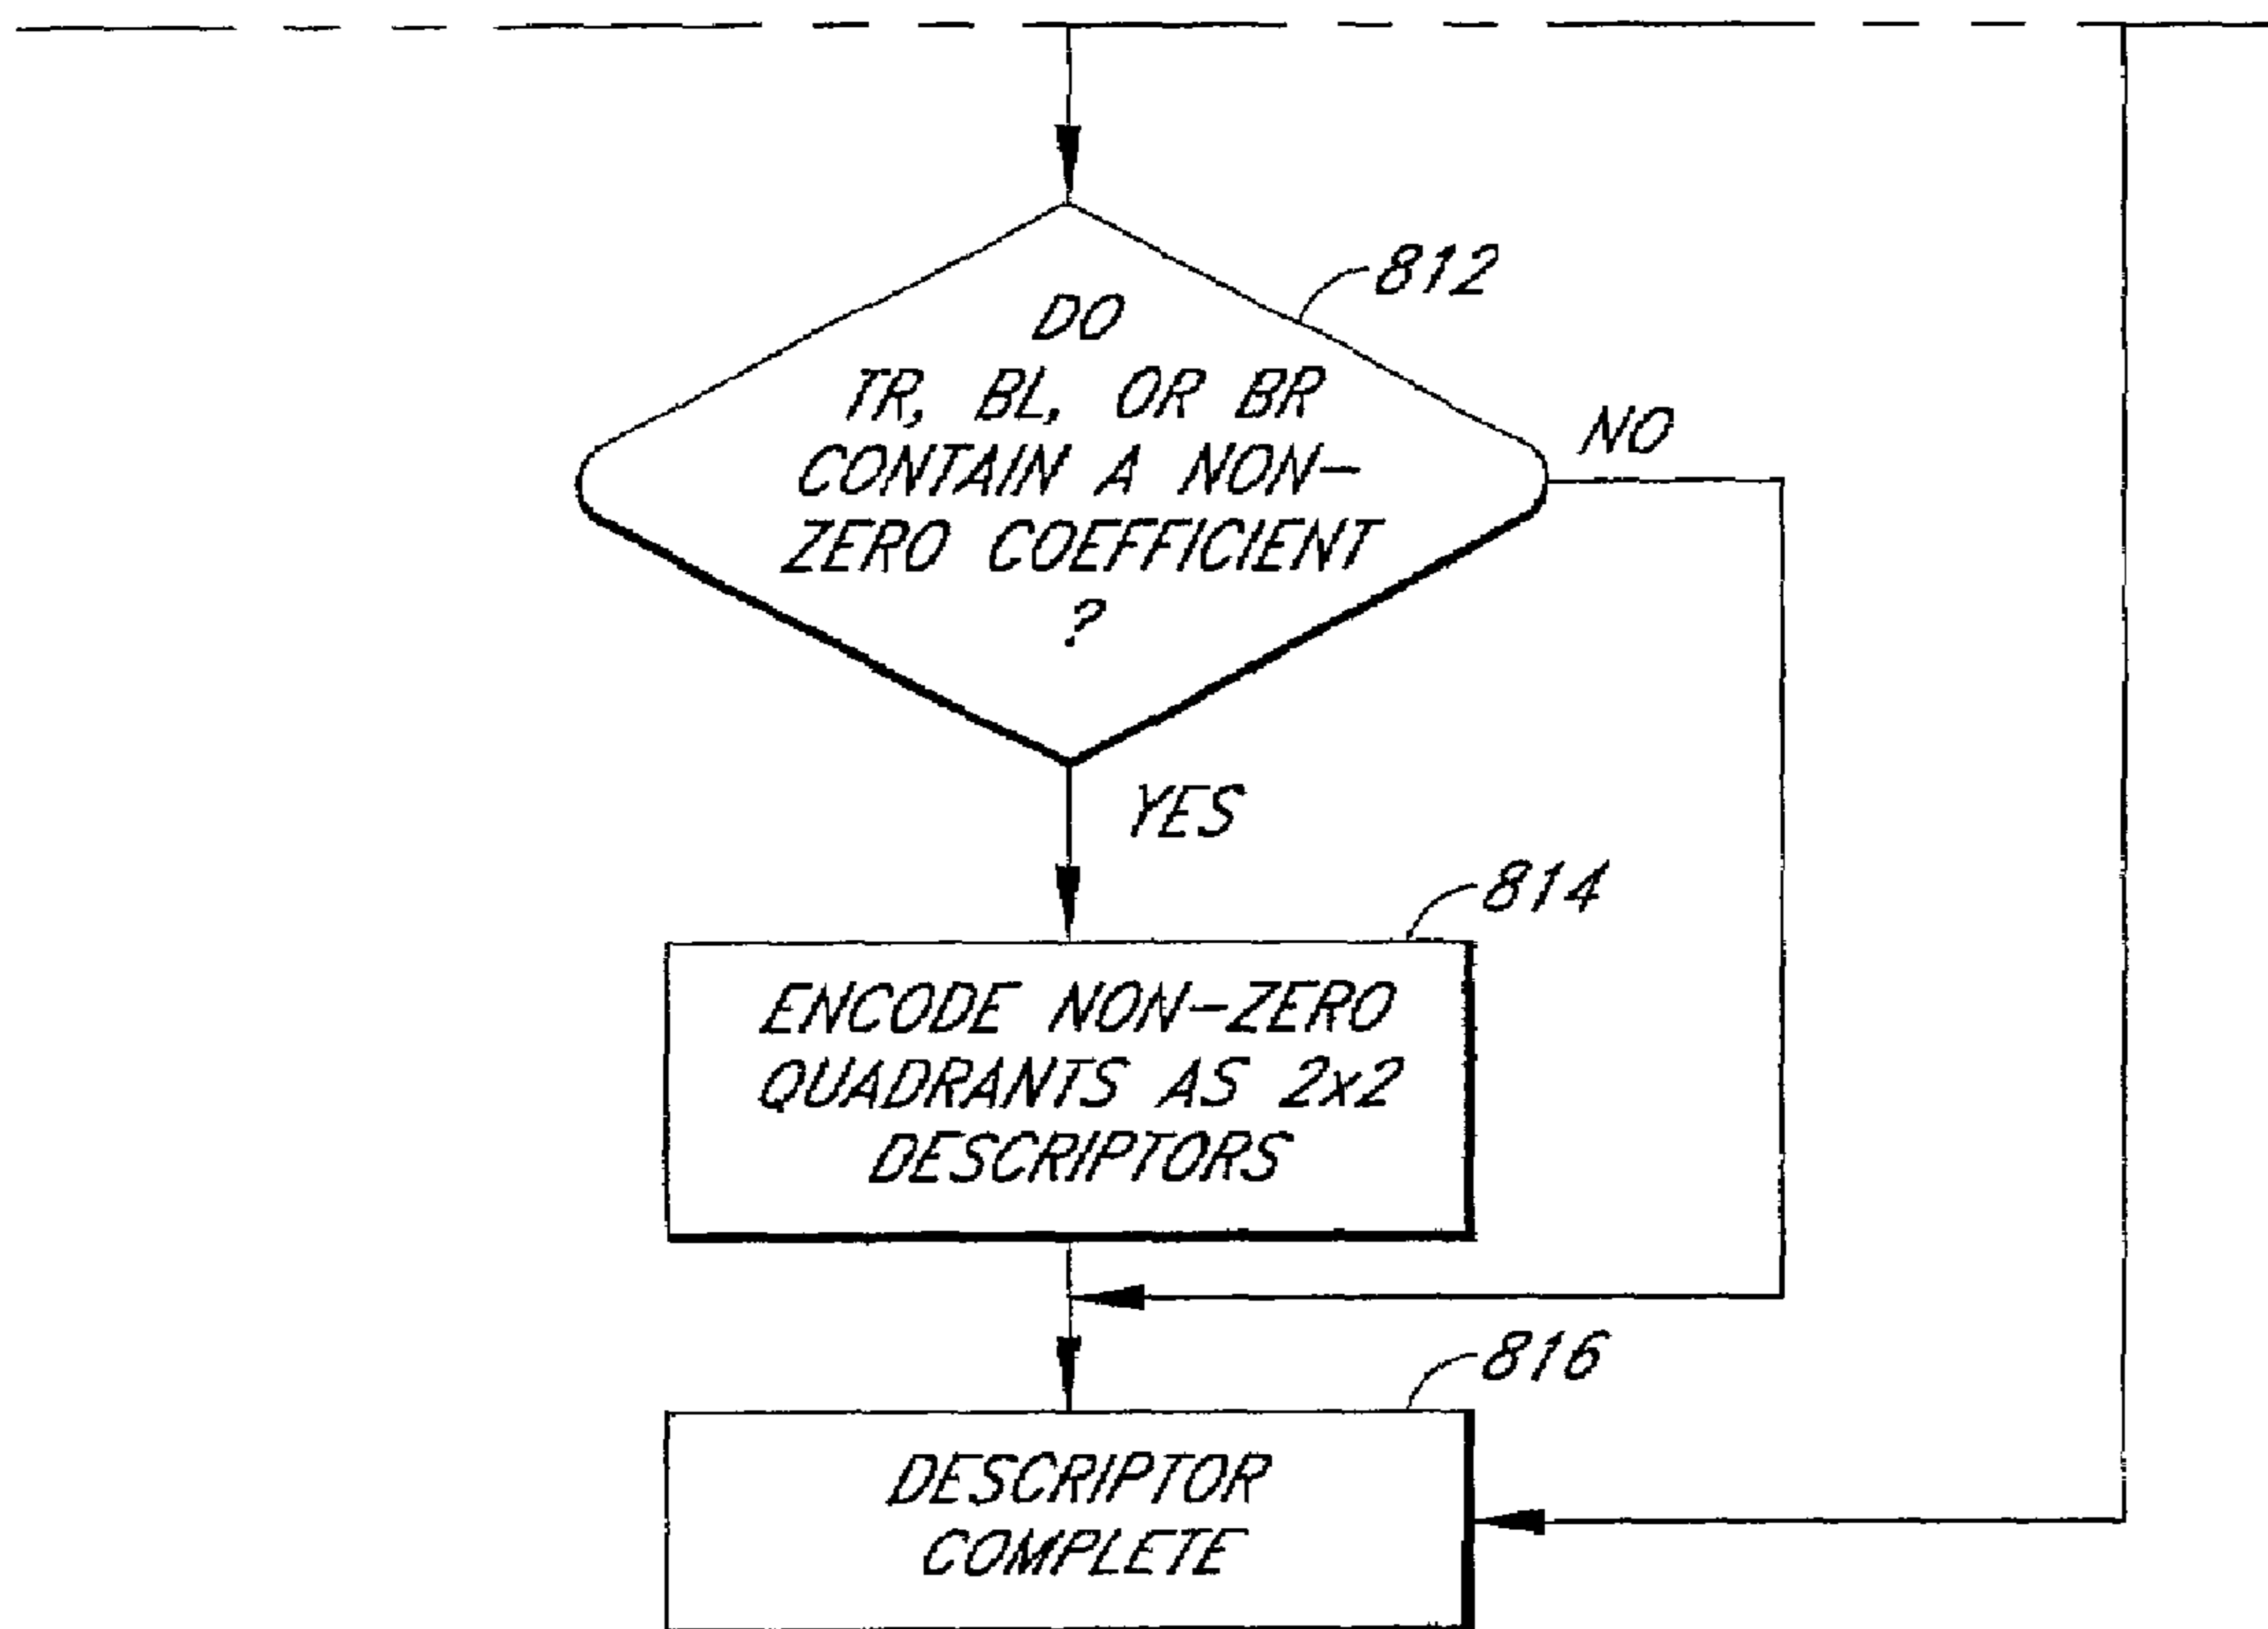 812
DO
TR, BL, OR BR
CONTAIN A NON-
ZERO COEFFICIENT
?
NO
YES
814
ENCODE NON-ZERO
QUADRANTS AS 2x2
DESCRIPTORS
816
DESCRIPTOR
COMPLETE